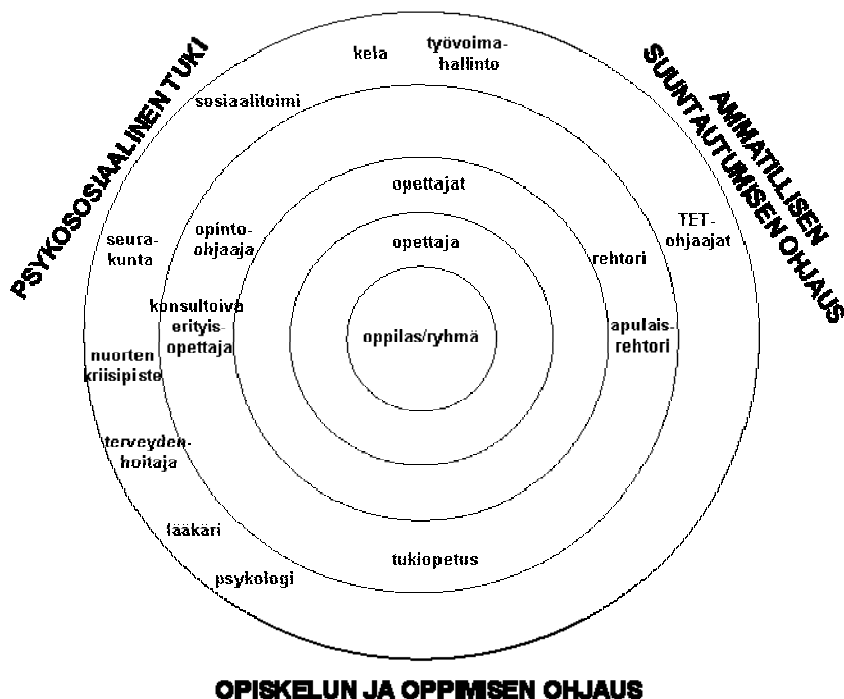 PSYKOSOSIAALINEN TUKI
AMMATILLISEN
SUUNTAUTUMISEN OHJAUS
kela
työvoima-
hallinto
sosiaalitoimi
opettajat
opettaja
oppilas/ryhmä
opinto-
ohjaaja
seura-
kunta
konsultoiva
erityis-
opettaja
nuorten
kriisipiste
terveyden-
hoitaja
lääkäri
psykologi
tukiopetus
rehtori
apulais-
rehtori
TET-
ohjaajat
OPISKELUN JA OPPIMISEN OHJAUS